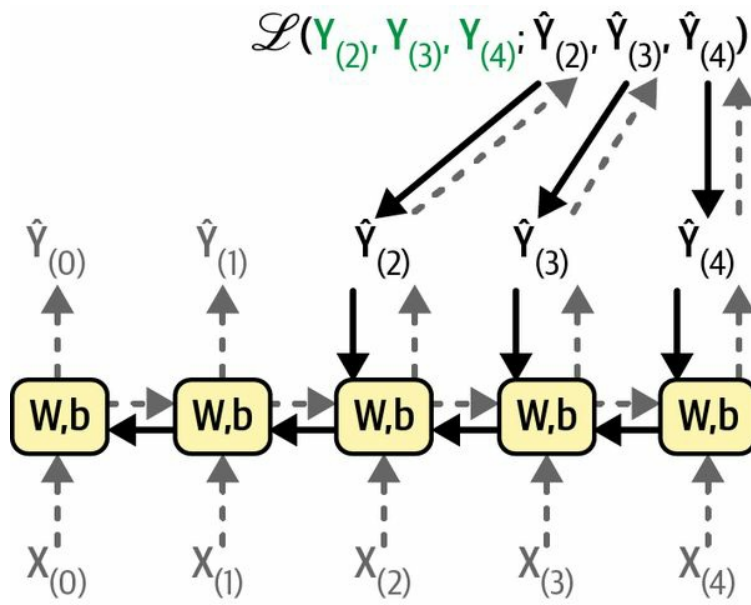 ℒ(Y(2), Y(3), Y(4); Ŷ(2), Ŷ(3), Ŷ(4))
Ŷ(0) Ŷ(1) Ŷ(2) Ŷ(3) Ŷ(4)
W,b W,b W,b W,b W,b
X(0) X(1) X(2) X(3) X(4)